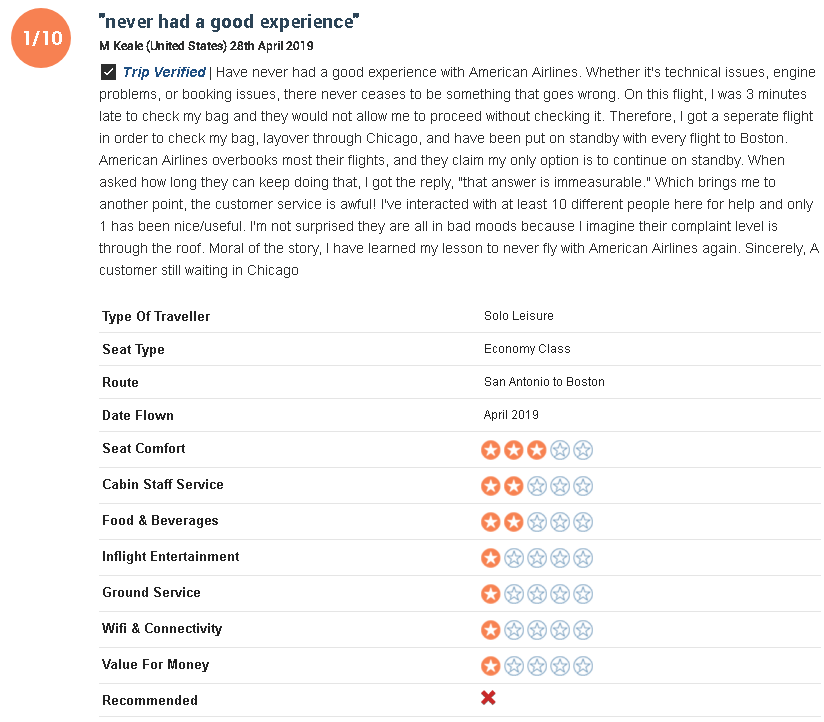 1/10
"never had a good experience"
M Keale (United States) 28th April 2019
Trip Verified | Have never had a good experience with American Airlines. Whether it's technical issues, engine
problems, or booking issues, there never ceases to be something that goes wrong. On this flight, I was 3 minutes
late to check my bag and they would not allow me to proceed without checking it. Therefore, I got a seperate flight
in order to check my bag, layover through Chicago, and have been put on standby with every flight to Boston.
American Airlines overbooks most their flights, and they claim my only option is to continue on standby. When
asked how long they can keep doing that, I got the reply, "that answer is immeasurable." Which brings me to
another point, the customer service is awful! I've interacted with at least 10 different people here for help and only
1 has been nice/useful. I'm not surprised they are all in bad moods because I imagine their complaint level is
through the roof. Moral of the story, I have learned my lesson to never fly with American Airlines again. Sincerely, A
customer still waiting in Chicago
Type Of Traveller Solo Leisure
Seat Type Economy Class
Route San Antonio to Boston
Date Flown April 2019
Seat Comfort
Cabin Staff Service
Food & Beverages
Inflight Entertainment
Ground Service
Wifi & Connectivity
Value For Money
Recommended